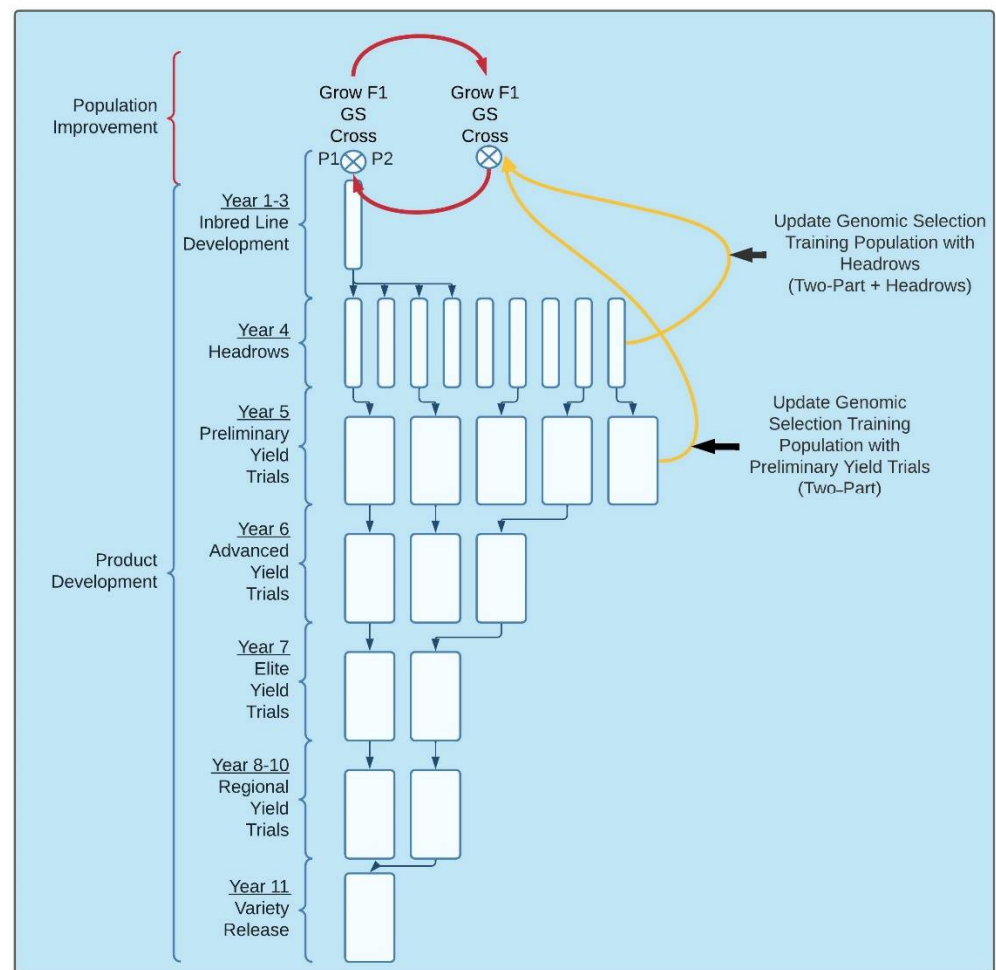 Population
Improvement
Grow F1
GS
Cross
P1 P2
Grow F1
GS
Cross
Year 1-3
Inbred Line
Development
Update Genomic Selection
Training Population with
Headrows
(Two-Part + Headrows)
Year 4
Headrows
Year 5
Preliminary
Yield
Trials
Update Genomic
Selection Training
Population with
Preliminary Yield Trials
(Two-Part)
Product
Development
Year 6
Advanced
Yield
Trials
Year 7
Elite
Yield
Trials
Year 8-10
Regional
Yield
Trials
Year 11
Variety
Release